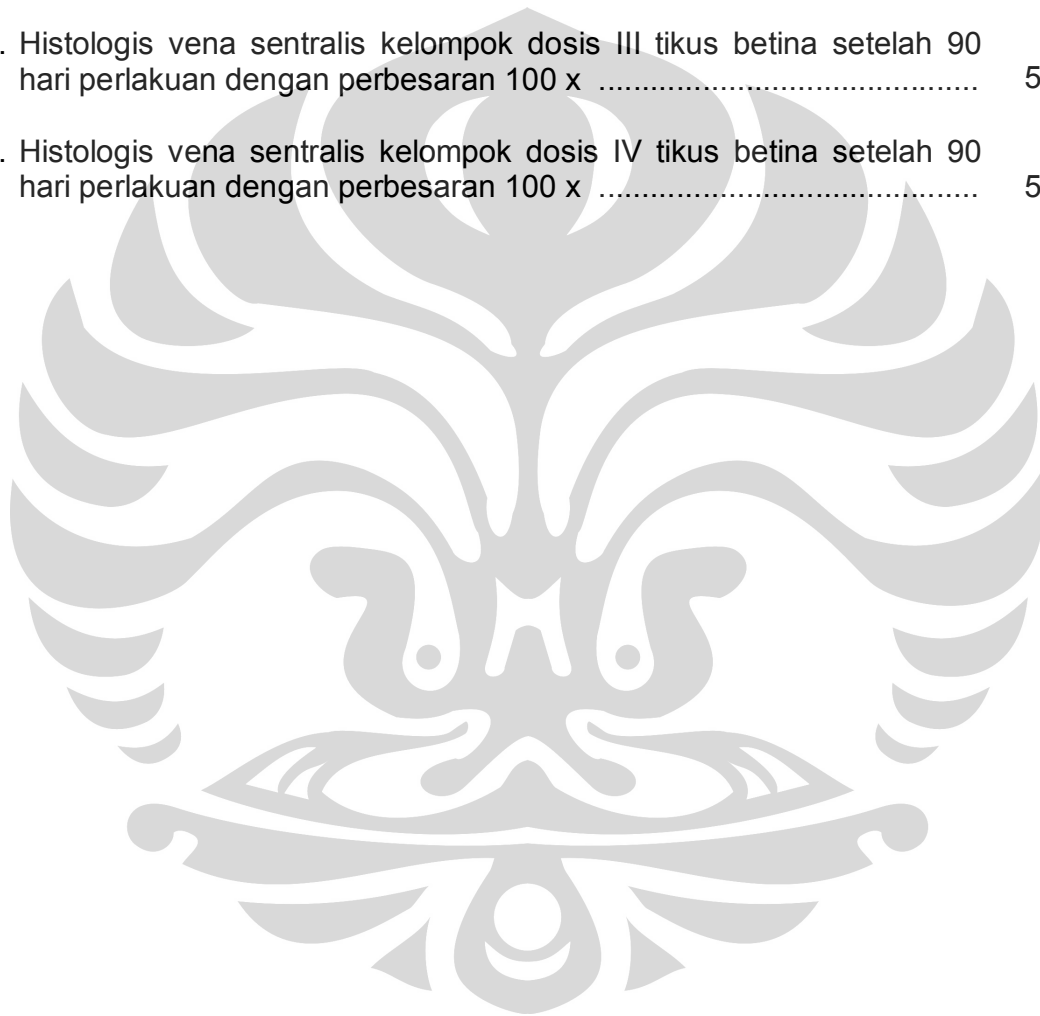 . Histologis vena sentralis kelompok dosis III tikus betina setelah 90
hari perlakuan dengan perbesaran 100 x ........................................... 5
. Histologis vena sentralis kelompok dosis IV tikus betina setelah 90
hari perlakuan dengan perbesaran 100 x ........................................... 5